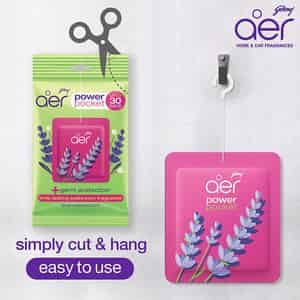 Godrej
aer
HOME & CAR FRAGRANCES
aer
power
pocket
30
aer
+germ protection
simply cut & hang
easy to use
aer
power
pocket